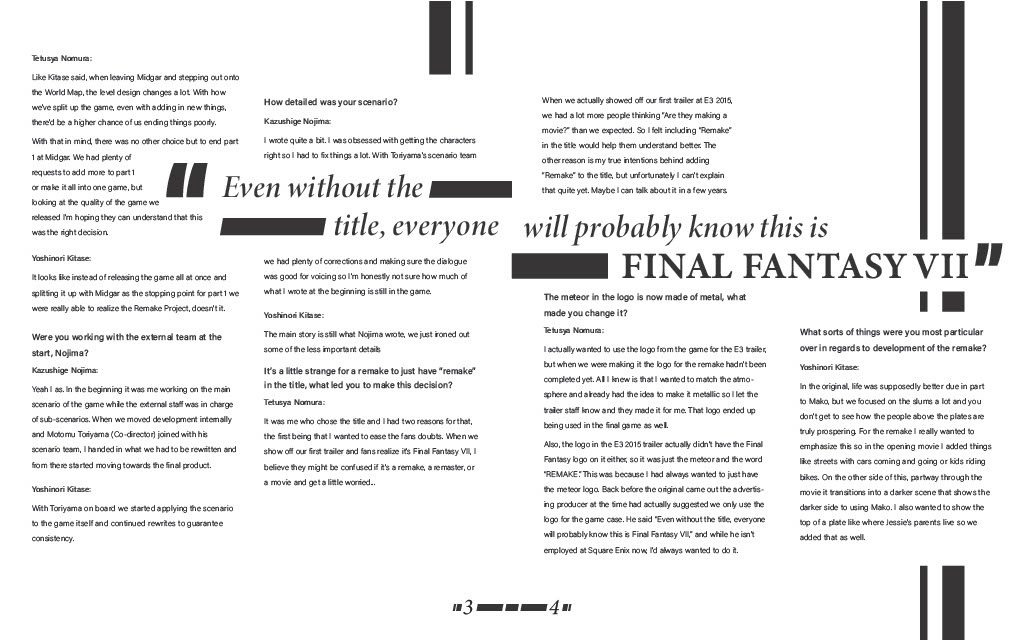 Tetusya Nomura:
Like Kitase said, when leaving Midgar and stepping out onto
the World Map, the level design changes a lot. With how
we've split up the game, even with adding in new things,
there'd be a higher chance of us ending things poorly.
With that in mind, there was no other choice but to end part
1 at Midgar. We had plenty of
requests to add more to part 1
or make it all into one game, but
looking at the quality of the game we
released I'm hoping they can understand that this
was the right decision.
Yoshinori Kitase:
It looks like instead of releasing the game all at once and
splitting it up with Midgar as the stopping point for part 1 we
were really able to realize the Remake Project, doesn't it.
Were you working with the external team at the
start, Nojima?
Kazushige Nojima:
Yeah I as. In the beginning it was me working on the main
scenario of the game while the external staff was in charge
of sub-scenarios. When we moved development internally
and Motomu Toriyama (Co-director) joined with his
scenario team, I handed in what we had to be rewritten and
from there started moving towards the final product.
Yoshinori Kitase:
With Toriyama on board we started applying the scenario
to the game itself and continued rewrites to guarantee
consistency.
How detailed was your scenario?
Kazushige Nojima:
I wrote quite a bit. I was obsessed with getting the characters
right so I had to fix things a lot. With Toriyama's scenario team
“ Even without the
title, everyone will probably know this is
FINAL FANTASY VII ”
we had plenty of corrections and making sure the dialogue
was good for voicing so I'm honestly not sure how much of
what I wrote at the beginning is still in the game.
Yoshinori Kitase:
The main story is still what Nojima wrote, we just ironed out
some of the less important details
It's a little strange for a remake to just have “remake”
in the title, what led you to make this decision?
Tetusya Nomura:
It was me who chose the title and I had two reasons for that,
the first being that I wanted to ease the fans doubts. When we
show off our first trailer and fans realize it's Final Fantasy VII, I
believe they might be confused if it's a remake, a remaster, or
a movie and get a little worried...
When we actually showed off our first trailer at E3 2015,
we had a lot more people thinking “Are they making a
movie?” than we expected. So I felt including “Remake”
in the title would help them understand better. The
other reason is my true intentions behind adding
“Remake” to the title, but unfortunately I can't explain
that quite yet. Maybe I can talk about it in a few years.
The meteor in the logo is now made of metal, what
made you change it?
Tetusya Nomura:
I actually wanted to use the logo from the game for the E3 trailer,
but when we were making it the logo for the remake hadn't been
completed yet. All I knew is that I wanted to match the atmo-
sphere and already had the idea to make it metallic so I let the
trailer staff know and they made it for me. That logo ended up
being used in the final game as well.
Also, the logo in the E3 2015 trailer actually didn't have the Final
Fantasy logo on it either, so it was just the meteor and the word
“REMAKE.” This was because I had always wanted to just have
the meteor logo. Back before the original came out the advertis-
ing producer at the time had actually suggested we only use the
logo for the game case. He said “Even without the title, everyone
will probably know this is Final Fantasy VII,” and while he isn't
employed at Square Enix now, I'd always wanted to do it.
What sorts of things were you most particular
over in regards to development of the remake?
Yoshinori Kitase:
In the original, life was supposedly better due in part
to Mako, but we focused on the slums a lot and you
don't get to see how the people above the plates are
truly prospering. For the remake I really wanted to
emphasize this so in the opening movie I added things
like streets with cars coming and going or kids riding
bikes. On the other side of this, partway through the
movie it transitions into a darker scene that shows the
darker side to using Mako. I also wanted to show the
top of a plate like where Jessie's parents live so we
added that as well.
3 4